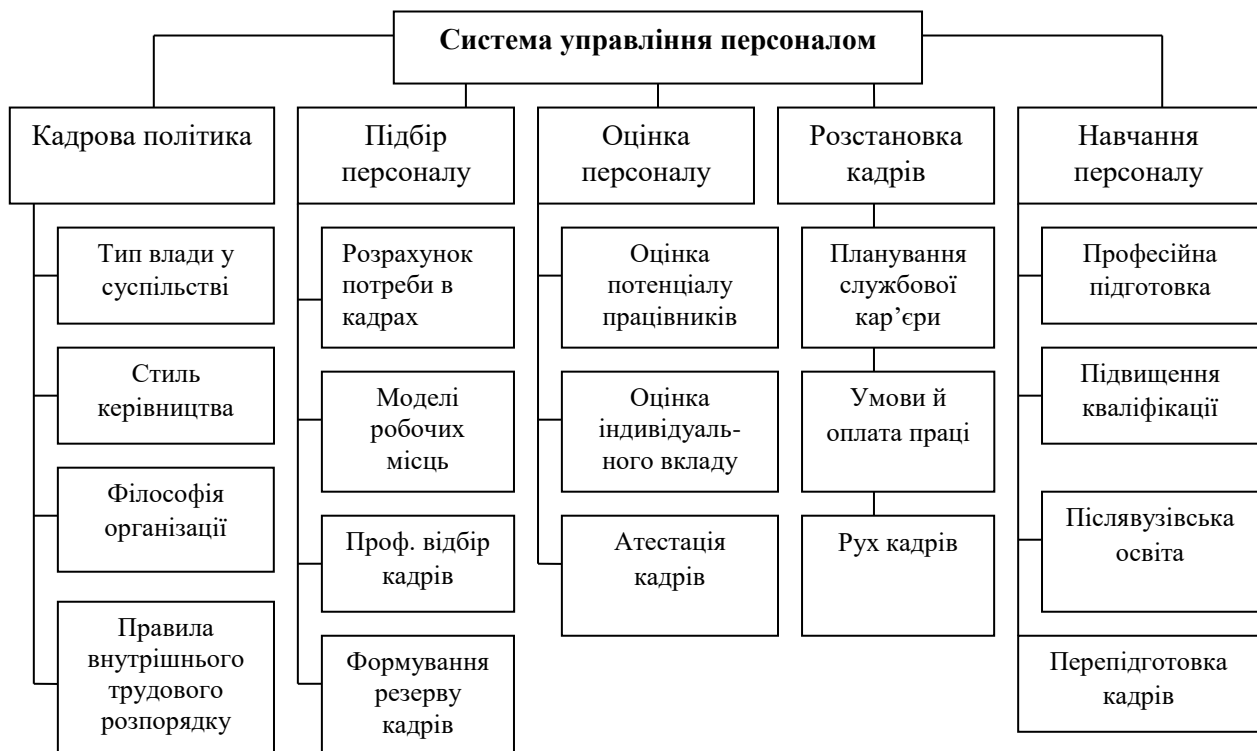 Система управління персоналом
Кадрова політика
Підбір
персоналу
Оцінка
персоналу
Розстановка
кадрів
Навчання
персоналу
Тип влади у
суспільстві
Стиль
керівництва
Філософія
організації
Правила
внутрішнього
трудового
розпорядку
Розрахунок
потреби в
кадрах
Моделі
робочих
місць
Проф. відбір
кадрів
Формування
резерву
кадрів
Оцінка
потенціалу
працівників
Оцінка
індивідуаль-
ного вкладу
Атестація
кадрів
Планування
службової
кар’єри
Умови й
оплата праці
Рух кадрів
Професійна
підготовка
Підвищення
кваліфікації
Післявузівська
освіта
Перепідготовка
кадрів